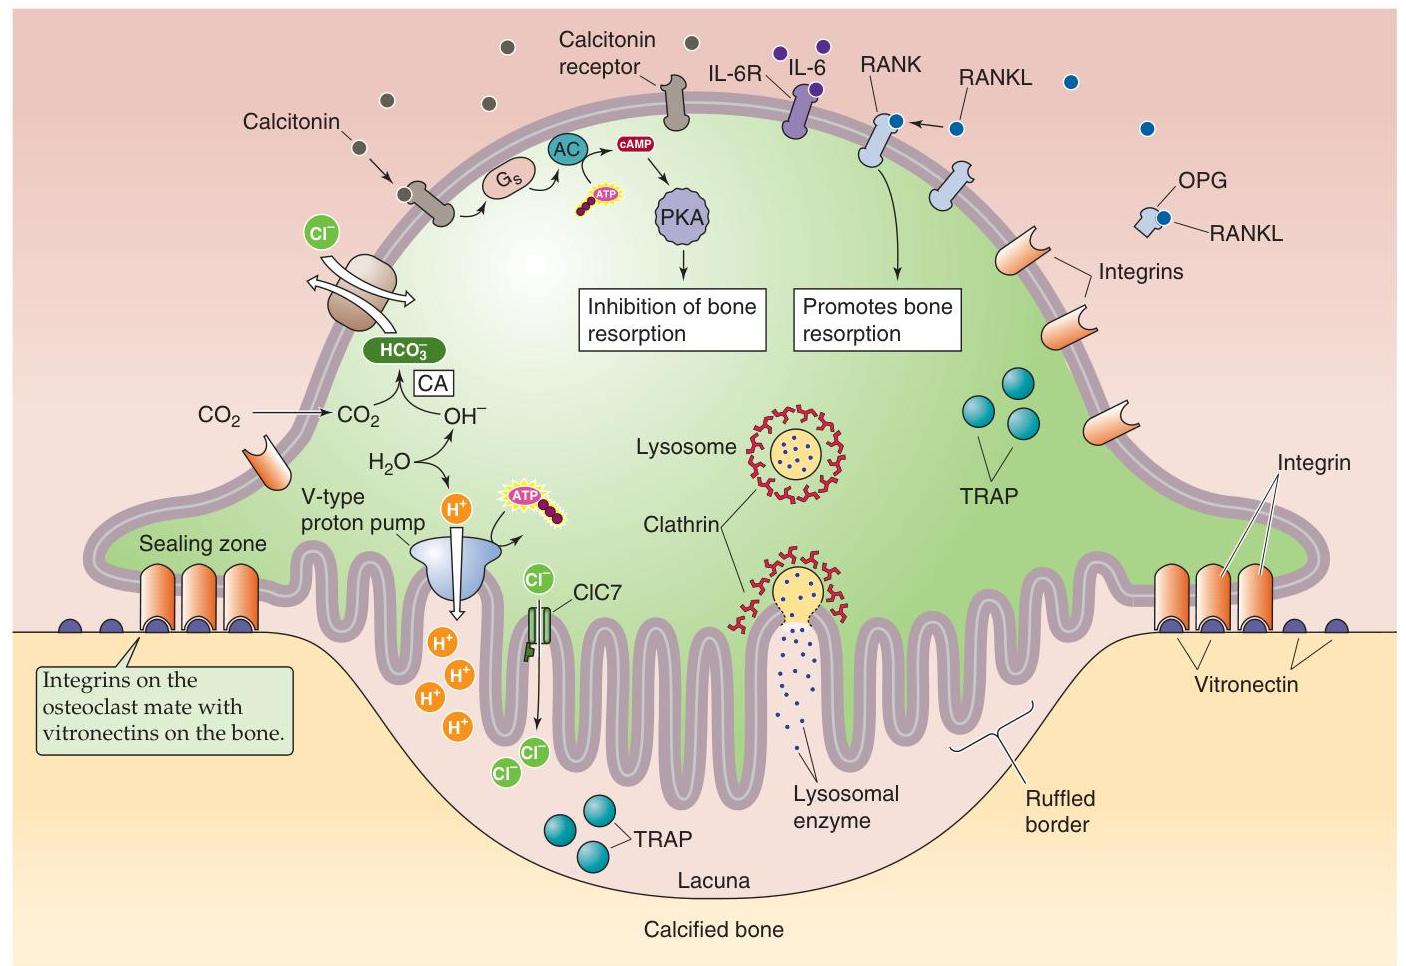 Calcitonin
receptor
IL-6R
IL-6
RANK
RANKL
Calcitonin
AC
cAMP
Gs
ATP
PKA
OPG
RANKL
Cl⁻
Integrins
Inhibition of bone
resorption
Promotes bone
resorption
HCO₃⁻
CA
CO₂
CO₂
OH⁻
H₂O
Lysosome
TRAP
Integrin
V-type
proton pump
H⁺
ATP
Clathrin
Sealing zone
Cl⁻
ClC7
H⁺
H⁺
H⁺
H⁺
Integrins on the
osteoclast mate with
vitronectins on the bone.
Vitronectin
Cl⁻
Cl⁻
Lysosomal
enzyme
Ruffled
border
TRAP
Lacuna
Calcified bone